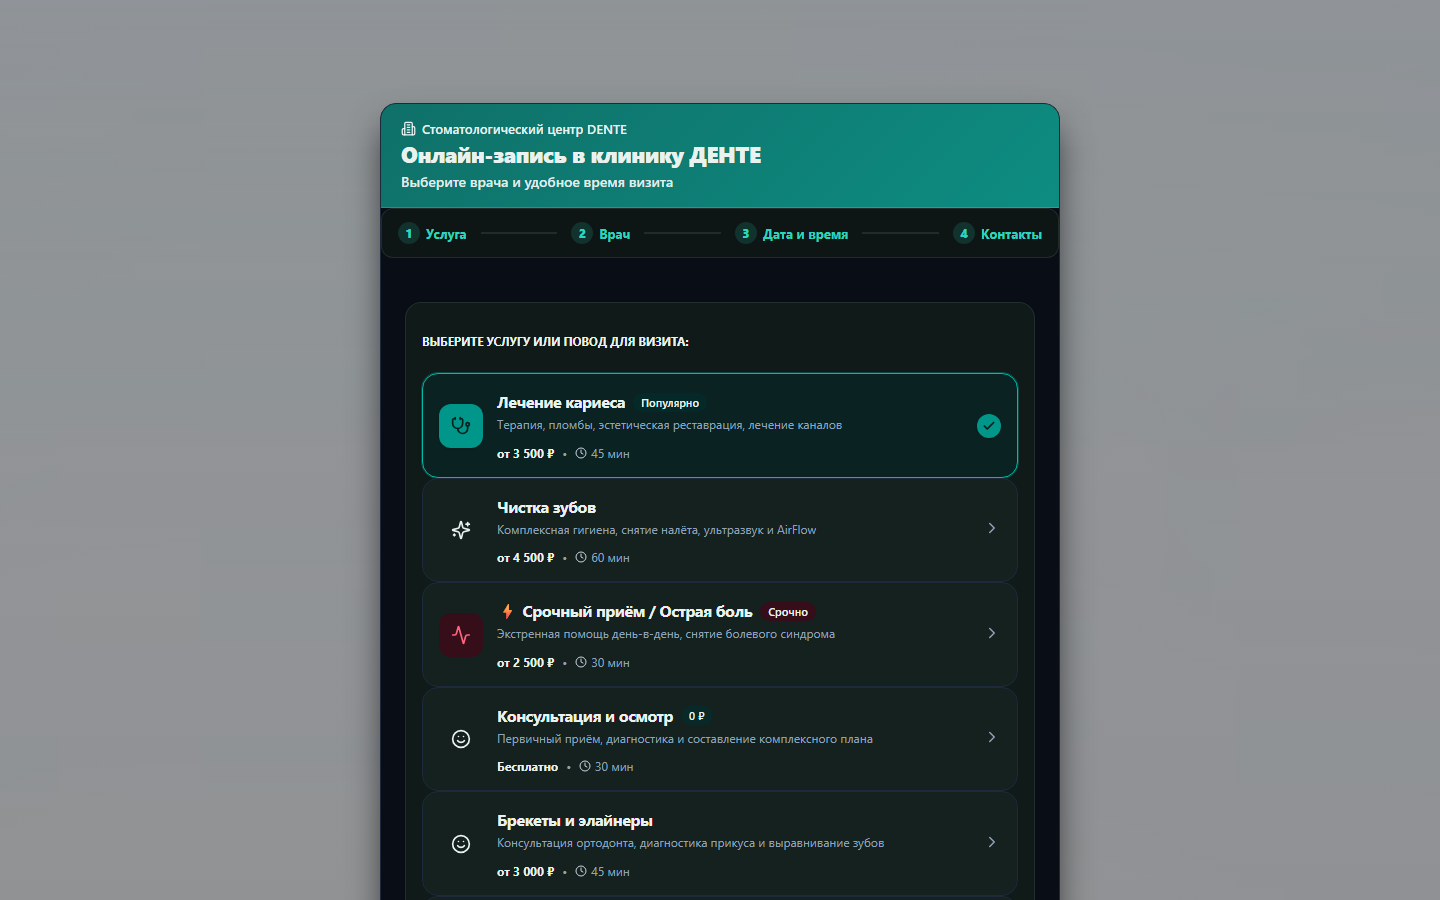 Стоматологический центр DENTE
Онлайн-запись в клинику ДЕНТЕ
Выберите врача и удобное время визита
1 Услуга 2 Врач 3 Дата и время 4 Контакты
ВЫБЕРИТЕ УСЛУГУ ИЛИ ПОВОД ДЛЯ ВИЗИТА:
Лечение кариеса Популярно
Терапия, пломбы, эстетическая реставрация, лечение каналов
от 3 500 ₽ • 45 мин
Чистка зубов
Комплексная гигиена, снятие налёта, ультразвук и AirFlow
от 4 500 ₽ • 60 мин
Срочный приём / Острая боль Срочно
Экстренная помощь день-в-день, снятие болевого синдрома
от 2 500 ₽ • 30 мин
Консультация и осмотр 0 ₽
Первичный приём, диагностика и составление комплексного плана
Бесплатно • 30 мин
Брекеты и элайнеры
Консультация ортодонта, диагностика прикуса и выравнивание зубов
от 3 000 ₽ • 45 мин